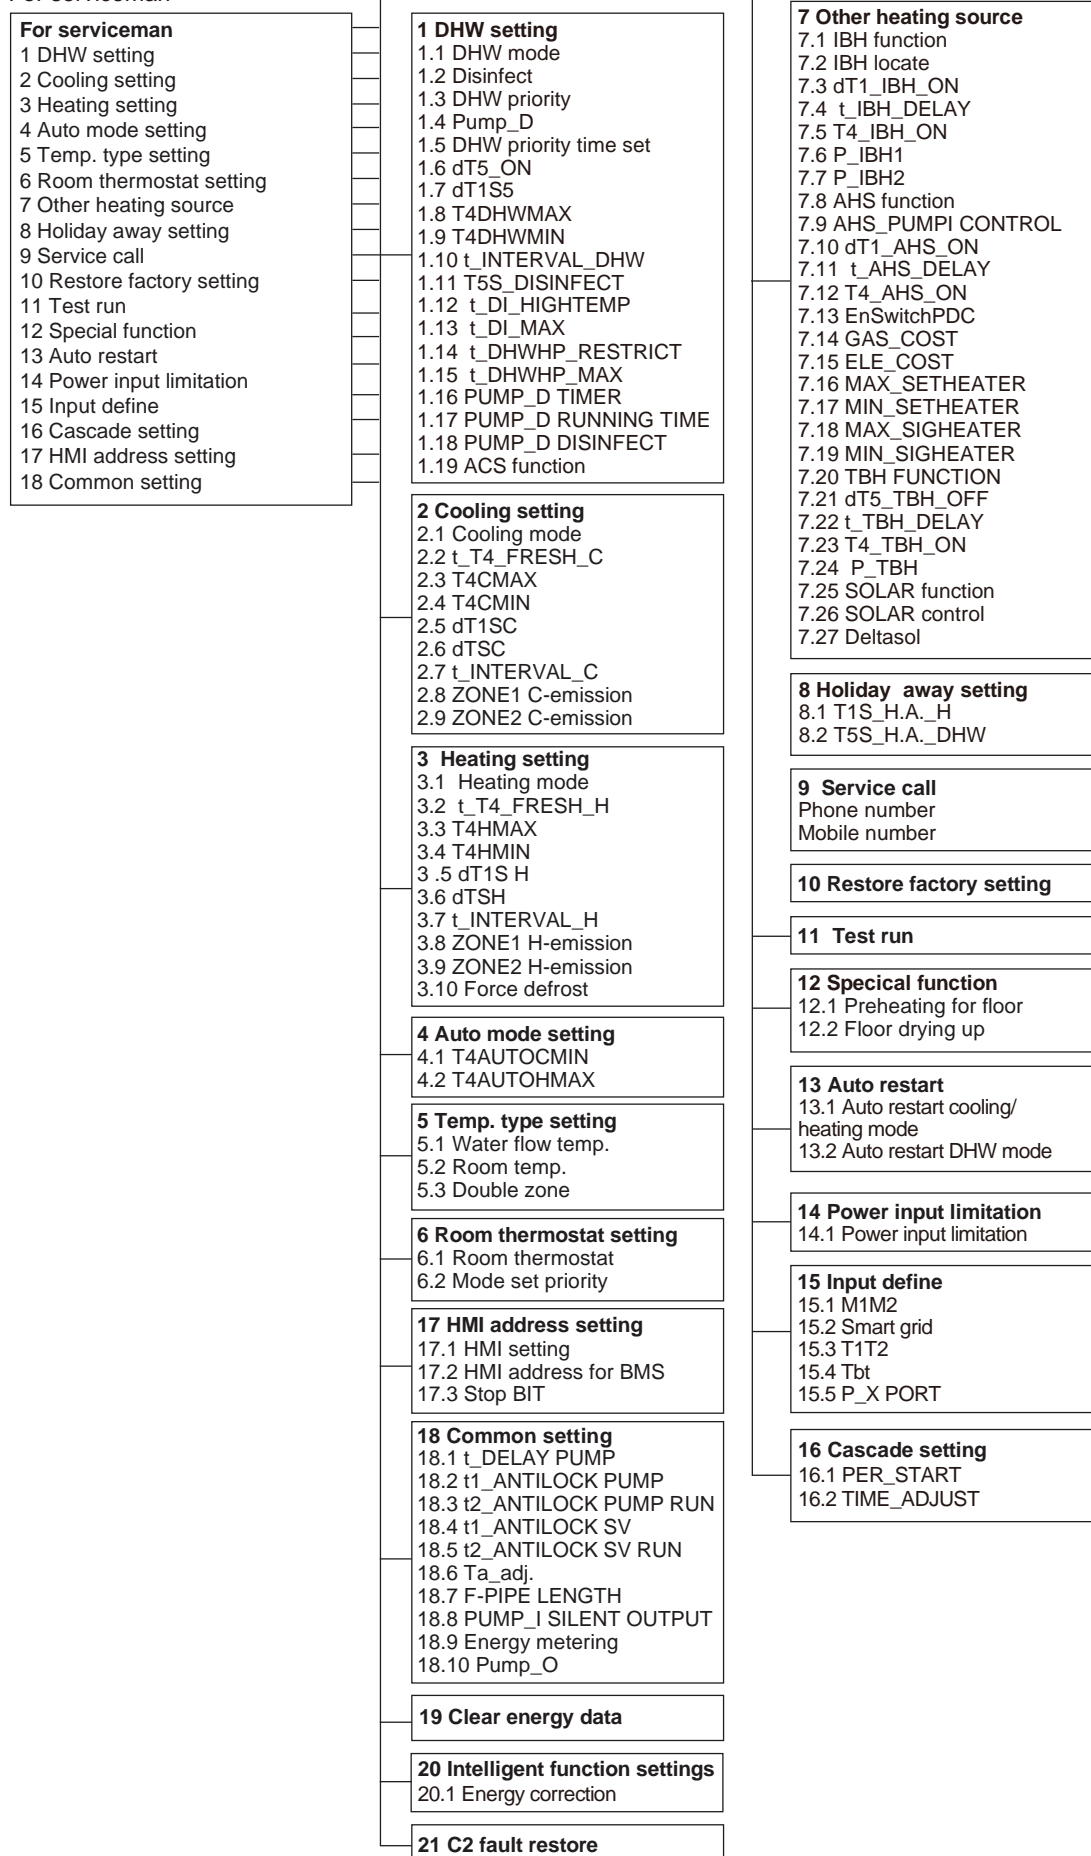 For serviceman
For serviceman
1 DHW setting
2 Cooling setting
3 Heating setting
4 Auto mode setting
5 Temp. type setting
6 Room thermostat setting
7 Other heating source
8 Holiday away setting
9 Service call
10 Restore factory setting
11 Test run
12 Special function
13 Auto restart
14 Power input limitation
15 Input define
16 Cascade setting
17 HMI address setting
18 Common setting
1 DHW setting
1.1 DHW mode
1.2 Disinfect
1.3 DHW priority
1.4 Pump_D
1.5 DHW priority time set
1.6 dT5_ON
1.7 dT1S5
1.8 T4DHWMAX
1.9 T4DHWMIN
1.10 t_INTERVAL_DHW
1.11 T5S_DISINFECT
1.12 t_DI_HIGHTEMP
1.13 t_DI_MAX
1.14 t_DHWHP_RESTRICT
1.15 t_DHWHP_MAX
1.16 PUMP_D TIMER
1.17 PUMP_D RUNNING TIME
1.18 PUMP_D DISINFECT
1.19 ACS function
2 Cooling setting
2.1 Cooling mode
2.2 t_T4_FRESH_C
2.3 T4CMAX
2.4 T4CMIN
2.5 dT1SC
2.6 dTSC
2.7 t_INTERVAL_C
2.8 ZONE1 C-emission
2.9 ZONE2 C-emission
3 Heating setting
3.1 Heating mode
3.2 t_T4_FRESH_H
3.3 T4HMAX
3.4 T4HMIN
3 .5 dT1S H
3.6 dTSH
3.7 t_INTERVAL_H
3.8 ZONE1 H-emission
3.9 ZONE2 H-emission
3.10 Force defrost
4 Auto mode setting
4.1 T4AUTOCMIN
4.2 T4AUTOHMAX
5 Temp. type setting
5.1 Water flow temp.
5.2 Room temp.
5.3 Double zone
6 Room thermostat setting
6.1 Room thermostat
6.2 Mode set priority
17 HMI address setting
17.1 HMI setting
17.2 HMI address for BMS
17.3 Stop BIT
18 Common setting
18.1 t_DELAY PUMP
18.2 t1_ANTILOCK PUMP
18.3 t2_ANTILOCK PUMP RUN
18.4 t1_ANTILOCK SV
18.5 t2_ANTILOCK SV RUN
18.6 Ta_adj.
18.7 F-PIPE LENGTH
18.8 PUMP_I SILENT OUTPUT
18.9 Energy metering
18.10 Pump_O
19 Clear energy data
20 Intelligent function settings
20.1 Energy correction
21 C2 fault restore
7 Other heating source
7.1 IBH function
7.2 IBH locate
7.3 dT1_IBH_ON
7.4 t_IBH_DELAY
7.5 T4_IBH_ON
7.6 P_IBH1
7.7 P_IBH2
7.8 AHS function
7.9 AHS_PUMPI CONTROL
7.10 dT1_AHS_ON
7.11 t_AHS_DELAY
7.12 T4_AHS_ON
7.13 EnSwitchPDC
7.14 GAS_COST
7.15 ELE_COST
7.16 MAX_SETHEATER
7.17 MIN_SETHEATER
7.18 MAX_SIGHEATER
7.19 MIN_SIGHEATER
7.20 TBH FUNCTION
7.21 dT5_TBH_OFF
7.22 t_TBH_DELAY
7.23 T4_TBH_ON
7.24 P_TBH
7.25 SOLAR function
7.26 SOLAR control
7.27 Deltasol
8 Holiday away setting
8.1 T1S_H.A._H
8.2 T5S_H.A._DHW
9 Service call
Phone number
Mobile number
10 Restore factory setting
11 Test run
12 Specical function
12.1 Preheating for floor
12.2 Floor drying up
13 Auto restart
13.1 Auto restart cooling/
heating mode
13.2 Auto restart DHW mode
14 Power input limitation
14.1 Power input limitation
15 Input define
15.1 M1M2
15.2 Smart grid
15.3 T1T2
15.4 Tbt
15.5 P_X PORT
16 Cascade setting
16.1 PER_START
16.2 TIME_ADJUST